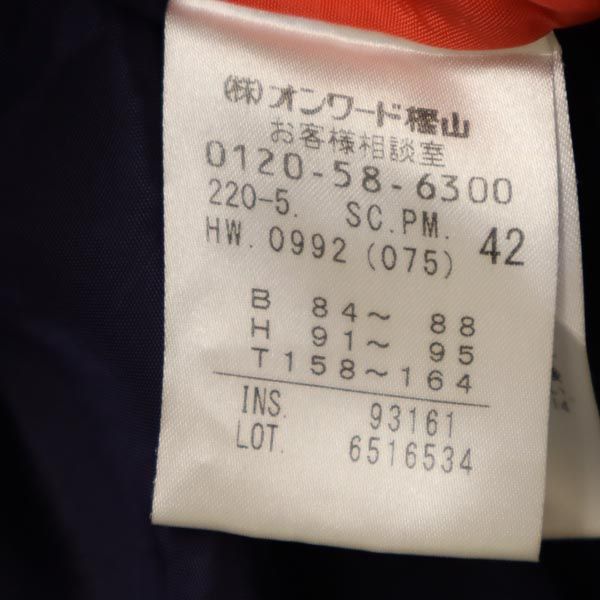 (株)オンワード樫山
お客様相談室
0120-58-6300
220-5. SC.PM. 42
HW. 0992 (075)
B 84〜 88
H 91〜 95
T 158〜164
INS. 93161
LOT. 6516534